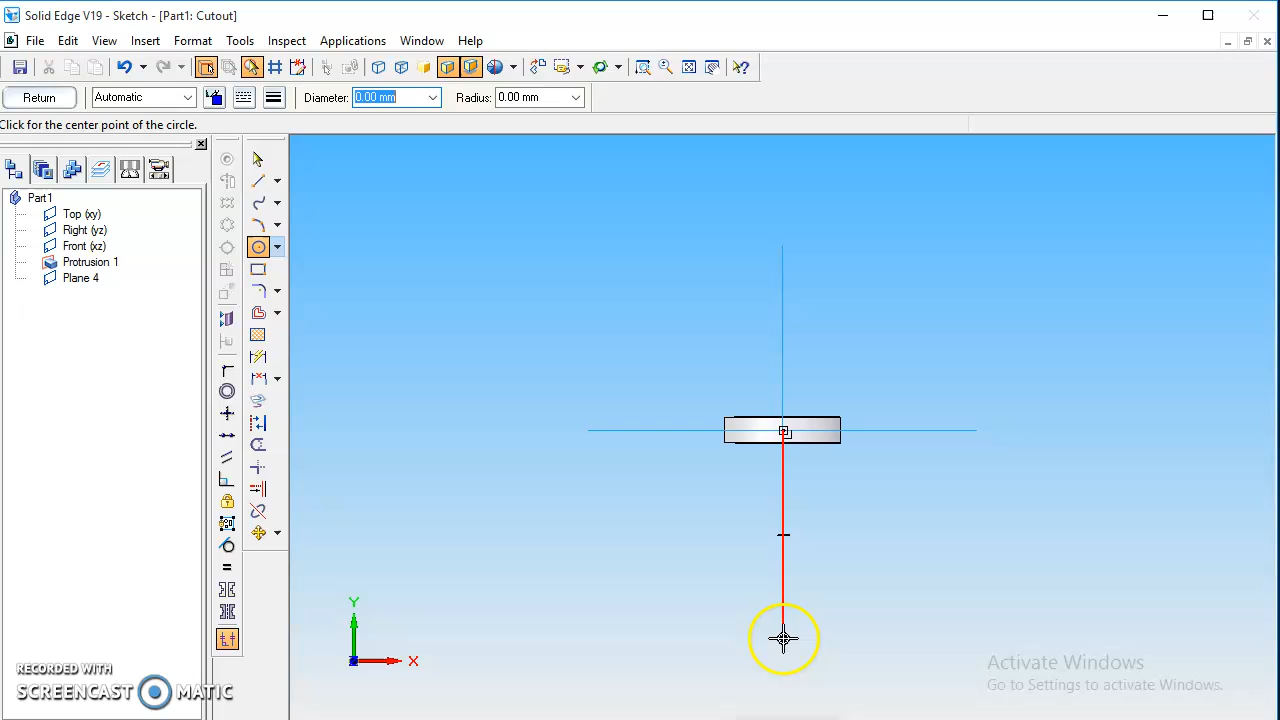 Solid Edge V19 - Sketch - [Part1: Cutout]
File Edit View Insert Format Tools Inspect Applications Window Help
Return Automatic Diameter: 0.00 mm Radius: 0.00 mm
Click for the center point of the circle.
Part1
Top (xy)
Right (yz)
Front (xz)
Protrusion 1
Plane 4
Y
X
RECORDED WITH
SCREENCAST MATIC
Activate Windows
Go to Settings to activate Windows.